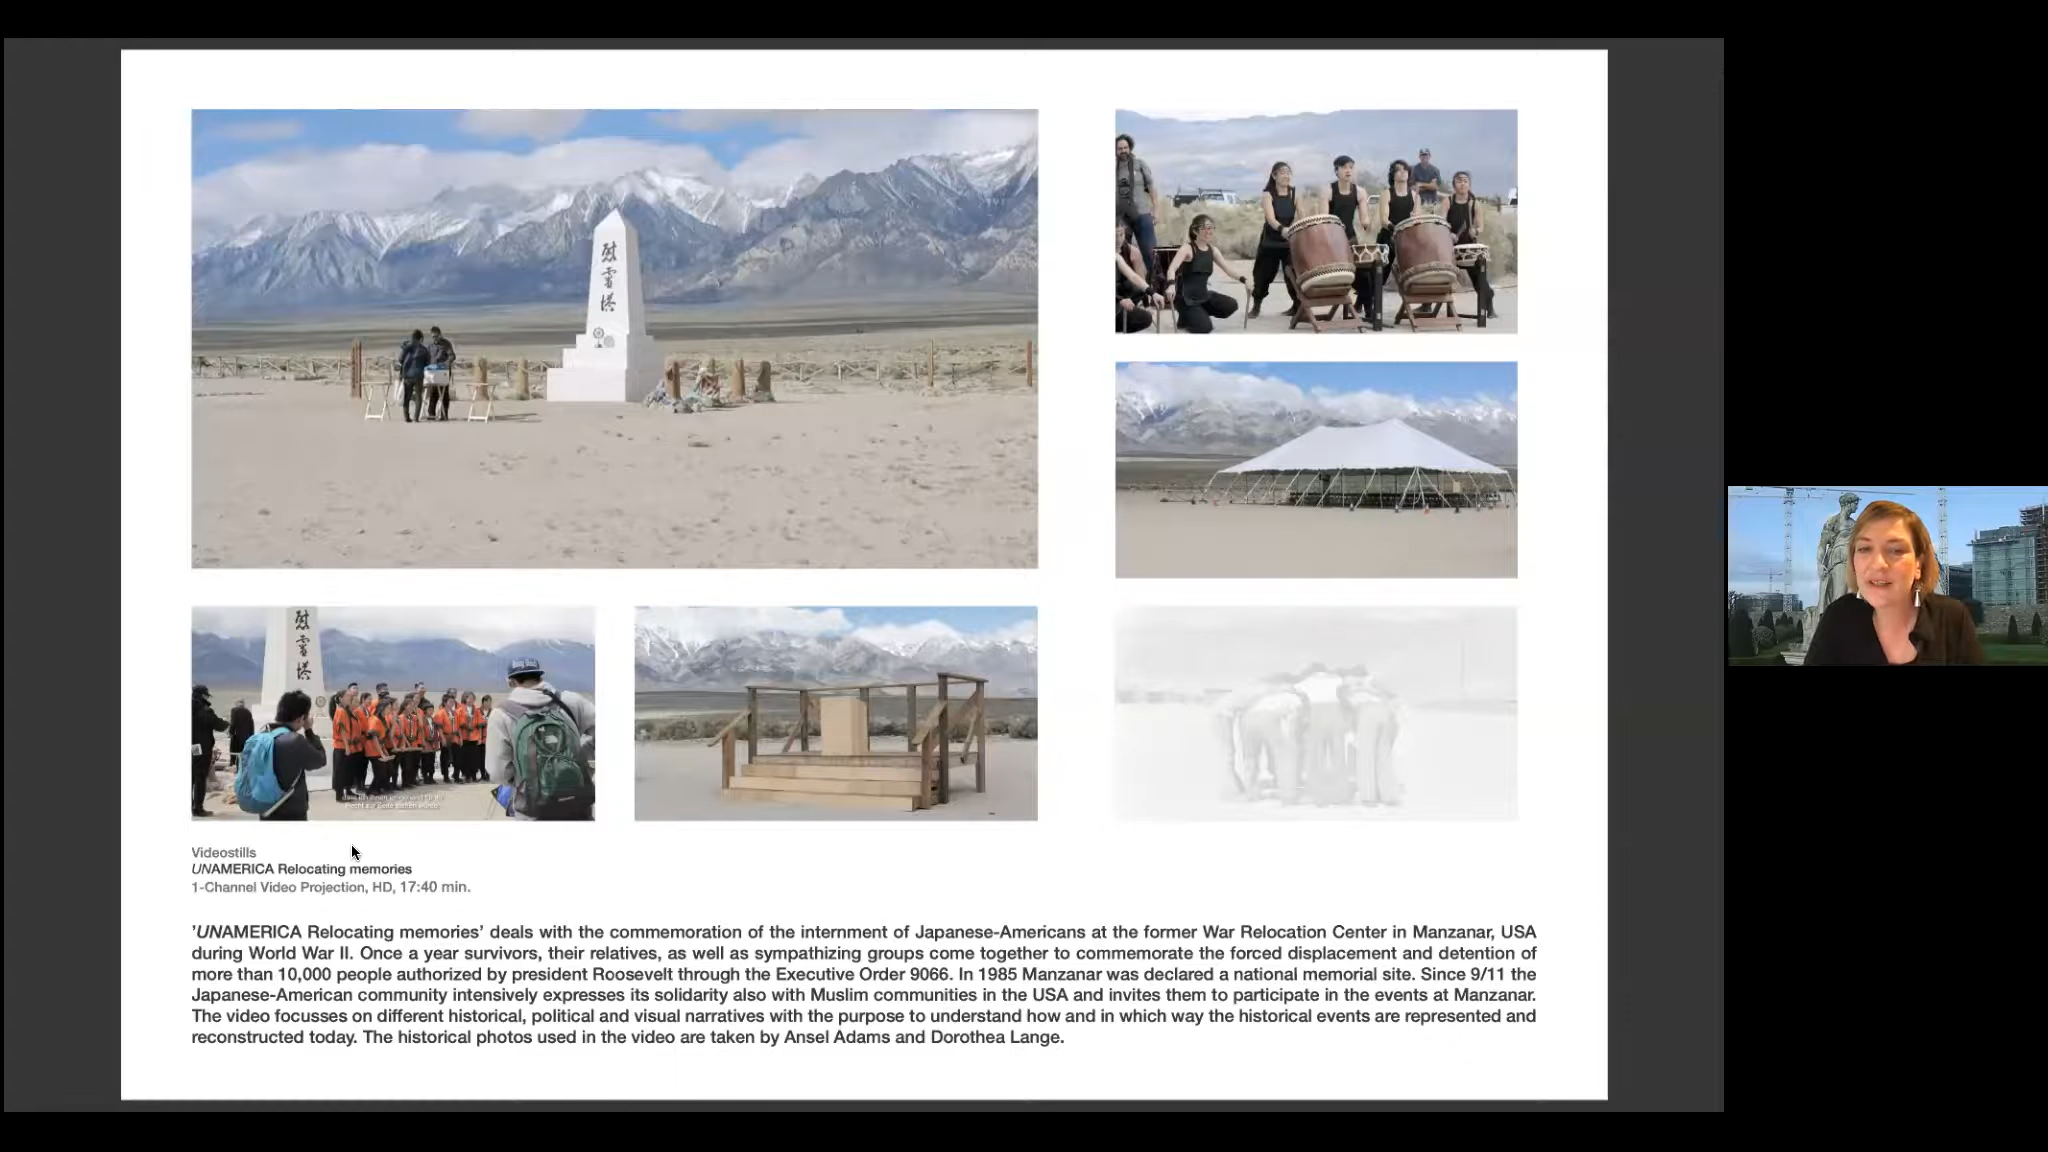 慰
霊
塔
慰
霊
塔
Videostills
UNAMERICA Relocating memories
1-Channel Video Projection, HD, 17:40 min.
’UNAMERICA Relocating memories’ deals with the commemoration of the internment of Japanese-Americans at the former War Relocation Center in Manzanar, USA
during World War II. Once a year survivors, their relatives, as well as sympathizing groups come together to commemorate the forced displacement and detention of
more than 10,000 people authorized by president Roosevelt through the Executive Order 9066. In 1985 Manzanar was declared a national memorial site. Since 9/11 the
Japanese-American community intensively expresses its solidarity also with Muslim communities in the USA and invites them to participate in the events at Manzanar.
The video focusses on different historical, political and visual narratives with the purpose to understand how and in which way the historical events are represented and
reconstructed today. The historical photos used in the video are taken by Ansel Adams and Dorothea Lange.